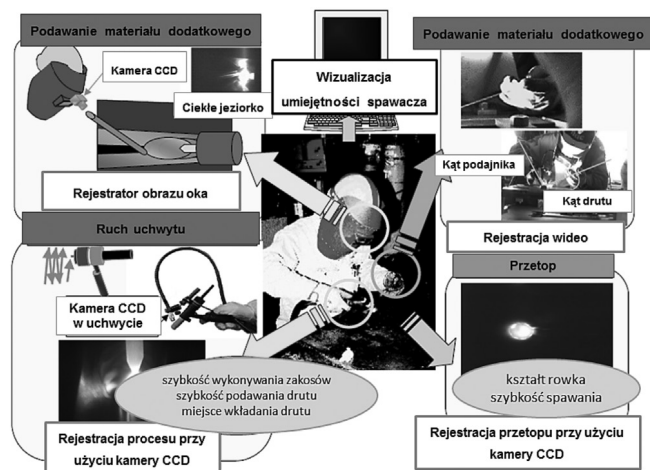 Podawanie materiału dodatkowego
Kamera CCD
Ciekłe jeziorko
Rejestrator obrazu oka
Wizualizacja
umiejętności spawacza
Podawanie materiału dodatkowego
Kąt podajnika
Kąt drutu
Rejestracja wideo
Ruch uchwytu
Kamera CCD
w uchwycie
szybkość wykonywania zakosów
szybkość podawania drutu
miejsce wkładania drutu
Rejestracja procesu przy
użyciu kamery CCD
Przetop
kształt rowka
szybkość spawania
Rejestracja przetopu przy użyciu
kamery CCD